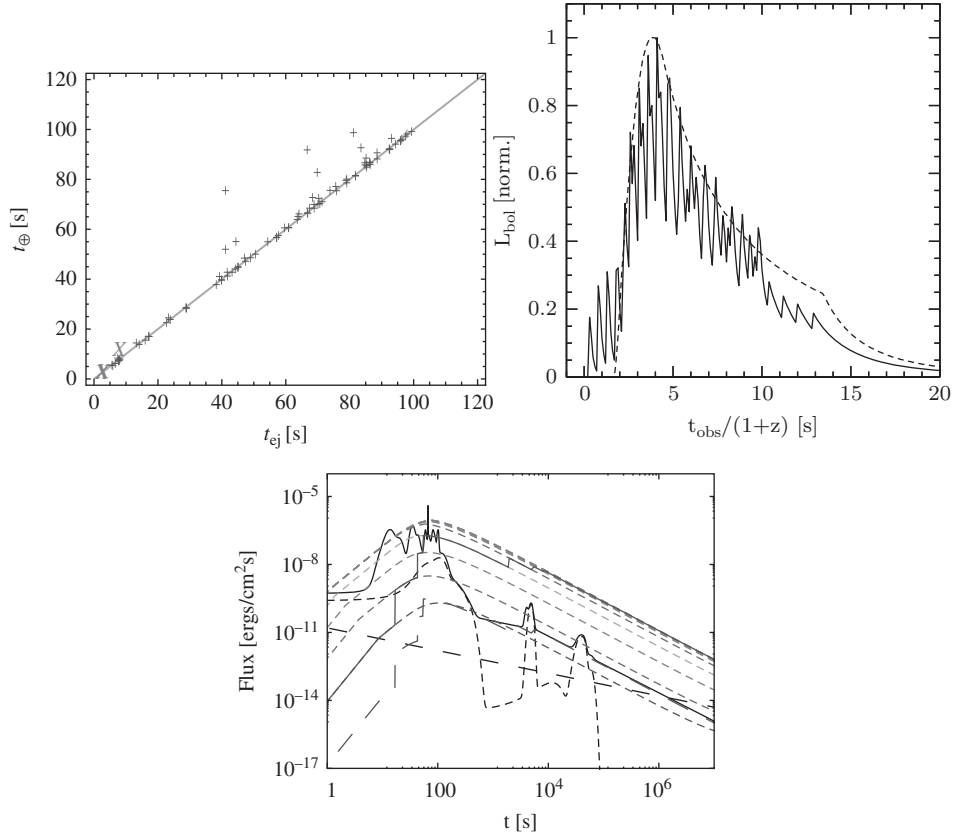 120
100
80
60
40
20
0
t⊕ [s]
0 20 40 60 80 100 120
t_ej [s]
X X
1
0.8
0.6
0.4
0.2
0
L_bol [norm.]
0 5 10 15 20
t_obs/(1+z) [s]
10^−5
10^−8
10^−11
10^−14
10^−17
Flux [ergs/cm^2s]
1 100 10^4 10^6
t [s]